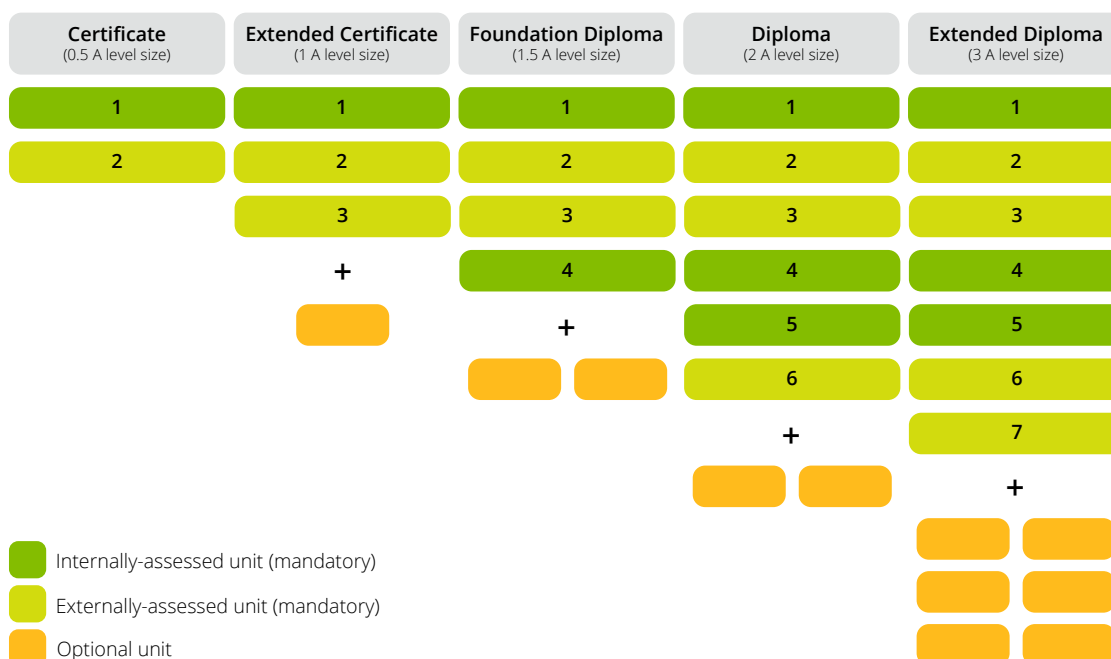 Certificate
(0.5 A level size)
Extended Certificate
(1 A level size)
Foundation Diploma
(1.5 A level size)
Diploma
(2 A level size)
Extended Diploma
(3 A level size)
1 1 1 1 1
2 2 2 2 2
3 3 3 3
+ 4 4 4
+ 5 5
6 6
+ 7
+
Internally-assessed unit (mandatory)
Externally-assessed unit (mandatory)
Optional unit